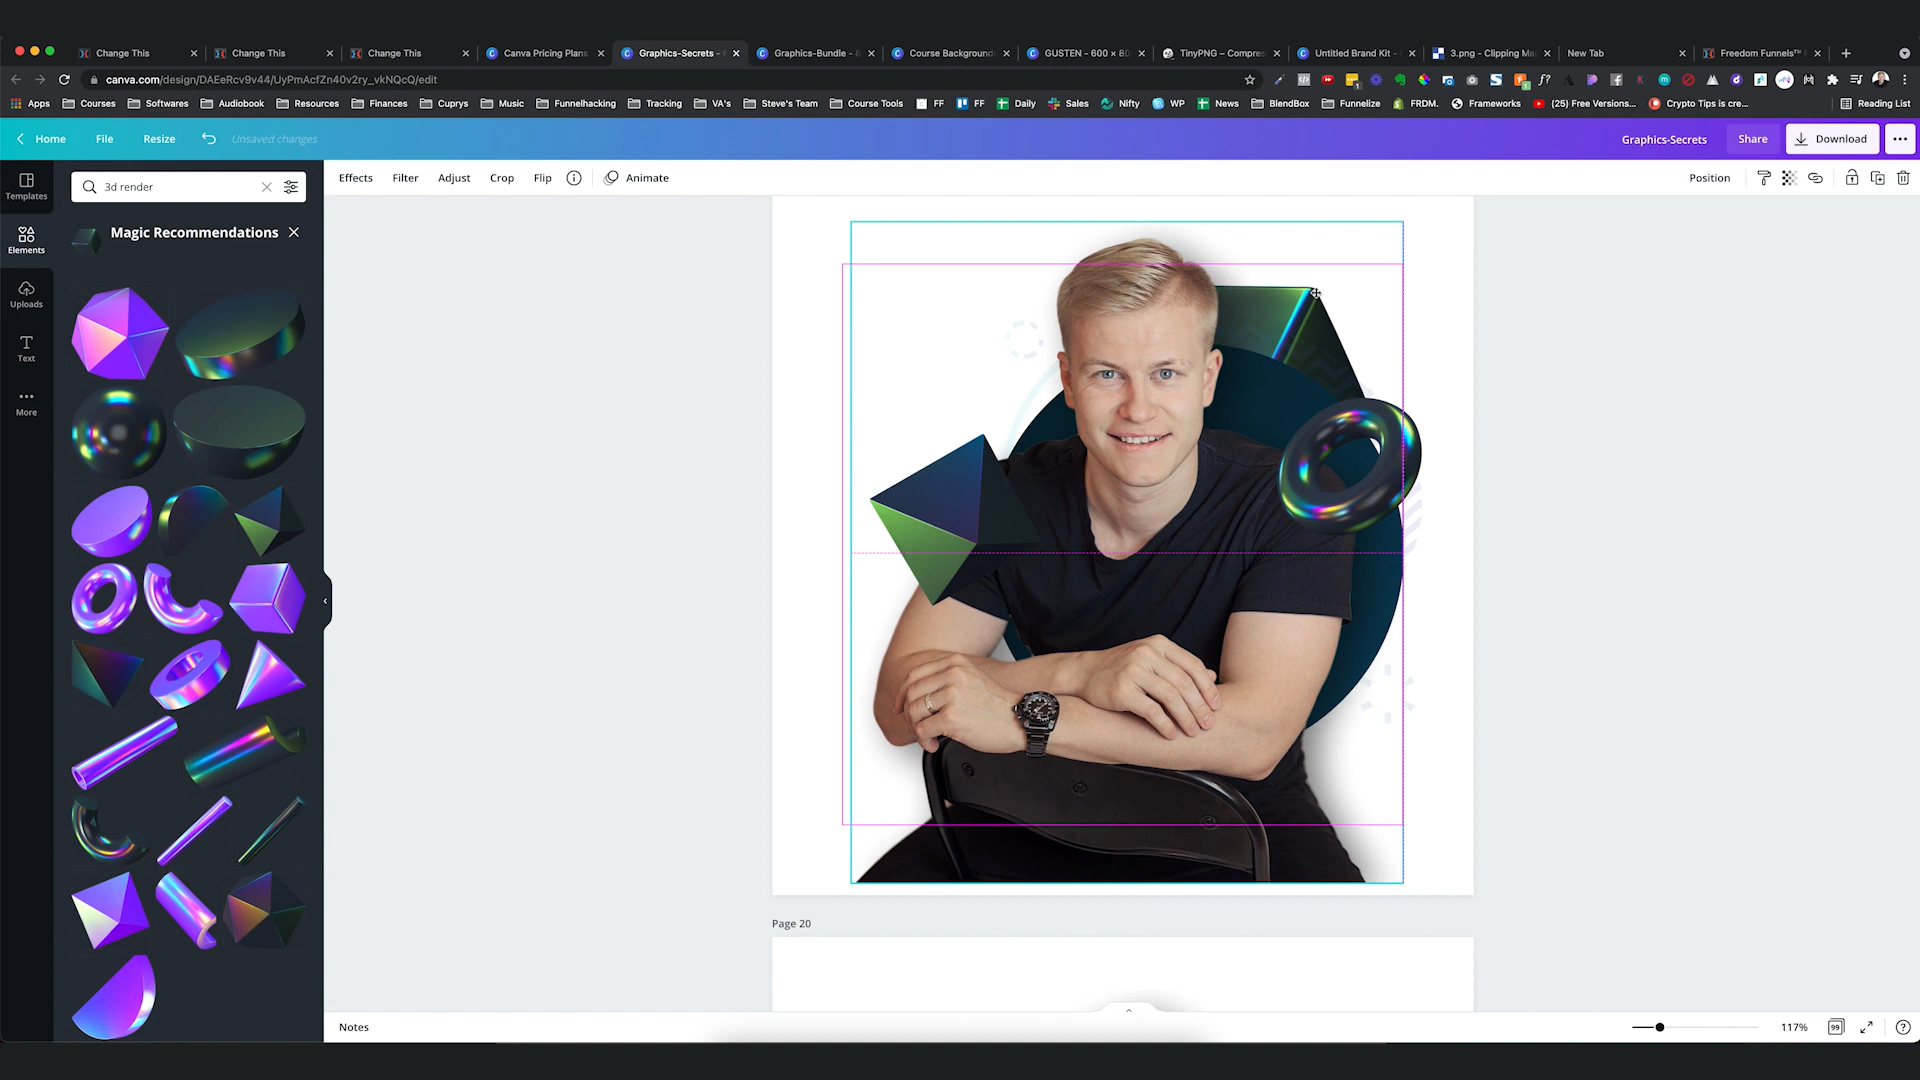 Change This
Change This
Change This
Canva Pricing Plans
Graphics-Secrets -
Graphics-Bundle -
Course Background
GUSTEN - 600 × 80
TinyPNG – Compres
Untitled Brand Kit -
3.png - Clipping Ma
New Tab
Freedom Funnels™
canva.com/design/DAEeRcv9v44/UyPmAcfZn40v2ry_vkNQcQ/edit
Apps
Courses
Softwares
Audiobook
Resources
Finances
Cuprys
Music
Funnelhacking
Tracking
VA's
Steve's Team
Course Tools
FF
FF
Daily
Sales
Nifty
WP
News
BlendBox
Funnelize
FRDM.
Frameworks
(25) Free Versions...
Crypto Tips is cre...
Reading List
Home
File
Resize
Unsaved changes
Graphics-Secrets
Share
Download
Templates
Elements
Uploads
Text
More
3d render
Magic Recommendations
Effects
Filter
Adjust
Crop
Flip
Animate
Position
Page 20
Notes
117%
99